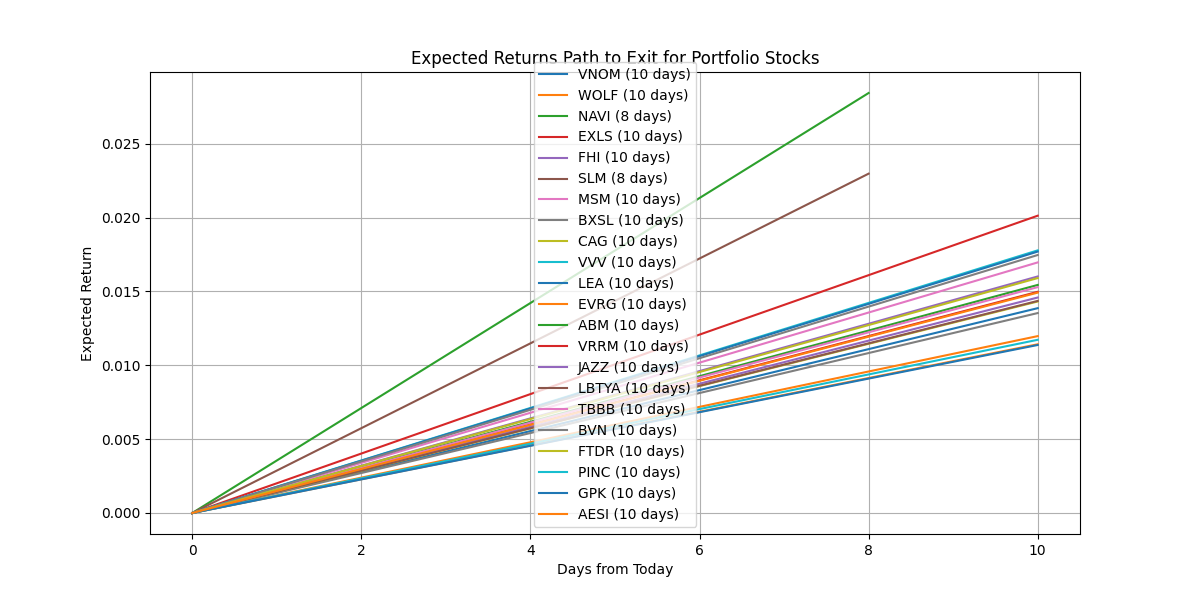 Expected Returns Path to Exit for Portfolio Stocks
VNOM (10 days)
WOLF (10 days)
NAVI (8 days)
EXLS (10 days)
FHI (10 days)
SLM (8 days)
MSM (10 days)
BXSL (10 days)
CAG (10 days)
VVV (10 days)
LEA (10 days)
EVRG (10 days)
ABM (10 days)
VRRM (10 days)
JAZZ (10 days)
LBTYA (10 days)
TBBB (10 days)
BVN (10 days)
FTDR (10 days)
PINC (10 days)
GPK (10 days)
AESI (10 days)
Expected Return
0.025
0.020
0.015
0.010
0.005
0.000
0 2 4 6 8 10
Days from Today